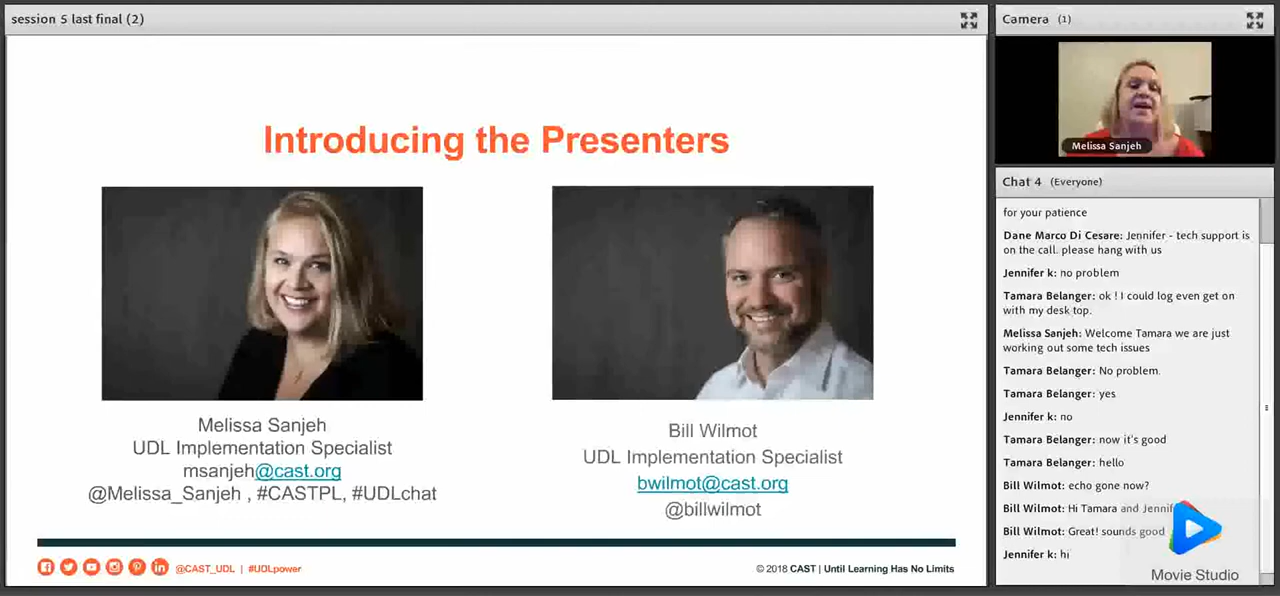 session 5 last final (2)
Introducing the Presenters
Melissa Sanjeh
UDL Implementation Specialist
msanjeh@cast.org
@Melissa_Sanjeh , #CASTPL, #UDLchat
Bill Wilmot
UDL Implementation Specialist
bwilmot@cast.org
@billwilmot
@CAST_UDL | #UDLpower
© 2018 CAST | Until Learning Has No Limits
Camera (1)
Melissa Sanjeh
Chat 4 (Everyone)
for your patience
Dane Marco Di Cesare: Jennifer - tech support is
on the call. please hang with us
Jennifer k: no problem
Tamara Belanger: ok ! I could log even get on
with my desk top.
Melissa Sanjeh: Welcome Tamara we are just
working out some tech issues
Tamara Belanger: No problem.
Tamara Belanger: yes
Jennifer k: no
Tamara Belanger: now it's good
Tamara Belanger: hello
Bill Wilmot: echo gone now?
Bill Wilmot: Hi Tamara and
Bill Wilmot: Great! sounds good
Jennifer k: hi
Movie Studio